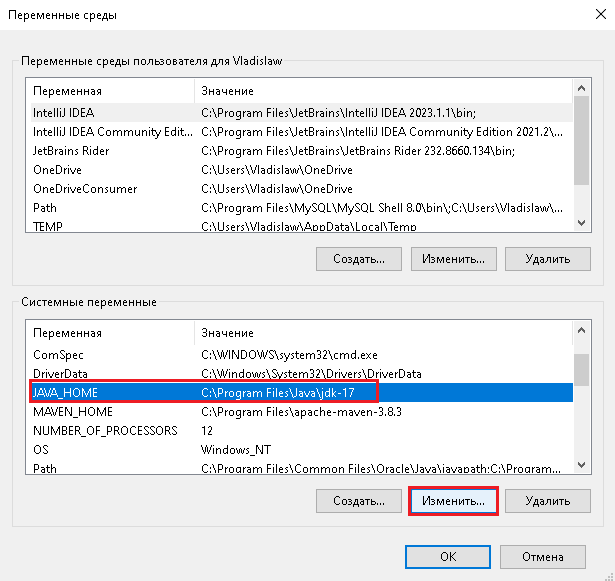 Переменные среды
Переменные среды пользователя для Vladislaw
Переменная Значение
IntelliJ IDEA C:\Program Files\JetBrains\IntelliJ IDEA 2023.1.1\bin;
IntelliJ IDEA Community Edit... C:\Program Files\JetBrains\IntelliJ IDEA Community Edition 2021.2\...
JetBrains Rider C:\Program Files\JetBrains\JetBrains Rider 232.8660.134\bin;
OneDrive C:\Users\Vladislaw\OneDrive
OneDriveConsumer C:\Users\Vladislaw\OneDrive
Path C:\Program Files\MySQL\MySQL Shell 8.0\bin\;C:\Users\Vladislaw\...
TEMP C:\Users\Vladislaw\AppData\Local\Temp
Создать... Изменить... Удалить
Системные переменные
Переменная Значение
ComSpec C:\WINDOWS\system32\cmd.exe
DriverData C:\Windows\System32\Drivers\DriverData
JAVA_HOME C:\Program Files\Java\jdk-17
MAVEN_HOME C:\Program Files\apache-maven-3.8.3
NUMBER_OF_PROCESSORS 12
OS Windows_NT
Path C:\Program Files\Common Files\Oracle\Java\javapath;C:\Program...
Создать... Изменить... Удалить
OK Отмена